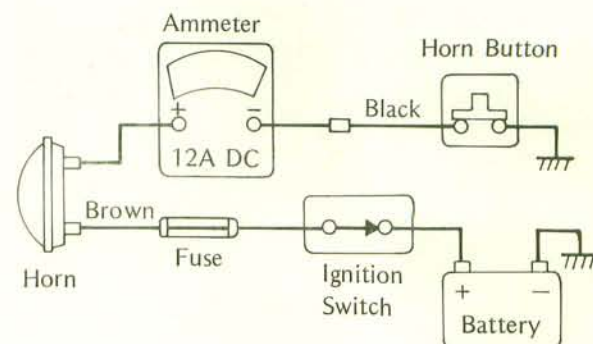 Ammeter
Horn Button
+
−
Black
12A DC
Brown
Horn
Fuse
Ignition
Switch
+
−
Battery